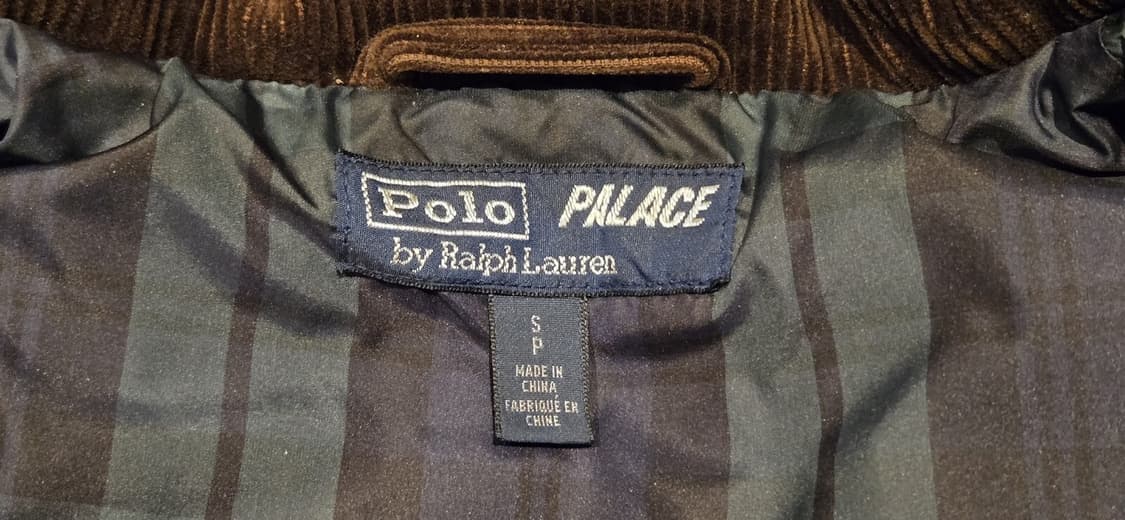 Polo PALACE
by Ralph Lauren
S
P
MADE IN
CHINA
FABRIQUÉ EN
CHINE